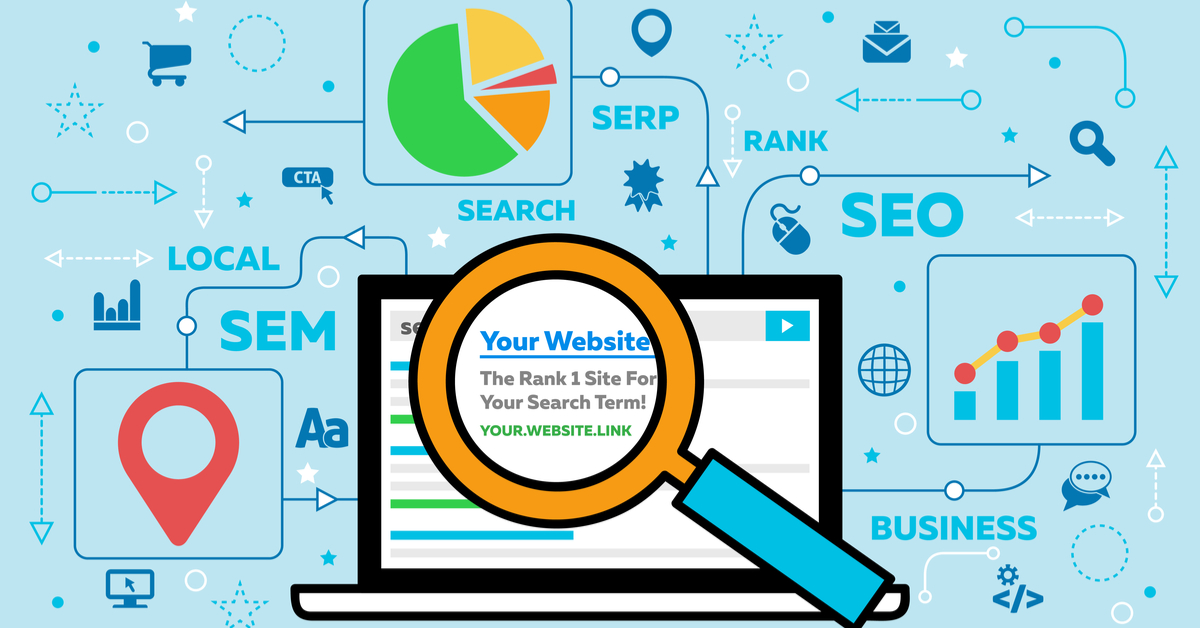 SERP
RANK
CTA
SEARCH
SEO
LOCAL
SEM
Your Website
The Rank 1 Site For
Your Search Term!
YOUR.WEBSITE.LINK
Aa
BUSINESS
</>